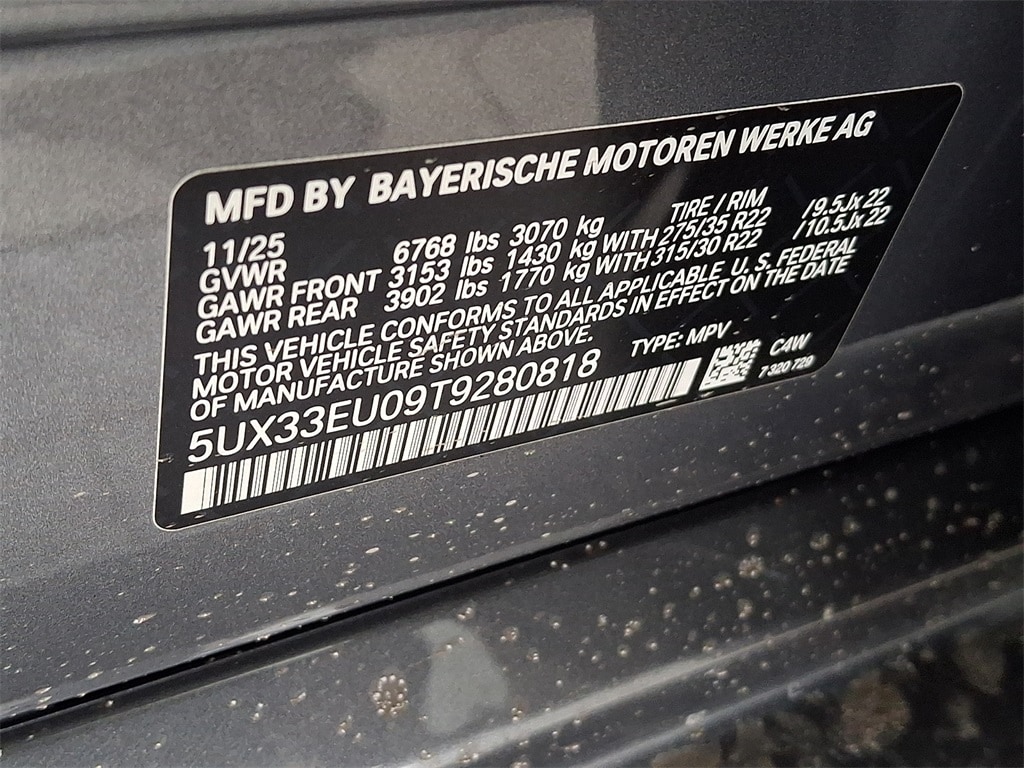 MFD BY BAYERISCHE MOTOREN WERKE AG
11/25 TIRE / RIM
GVWR 6768 lbs 3070 kg
GAWR FRONT 3153 lbs 1430 kg WITH 275/35 R22 /9.5Jx22
GAWR REAR 3902 lbs 1770 kg WITH 315/30 R22 /10.5Jx22
THIS VEHICLE CONFORMS TO ALL APPLICABLE U.S. FEDERAL
MOTOR VEHICLE SAFETY STANDARDS IN EFFECT ON THE DATE
OF MANUFACTURE SHOWN ABOVE. TYPE: MPV
5UX33EU09T9280818 C4W
7 320 729